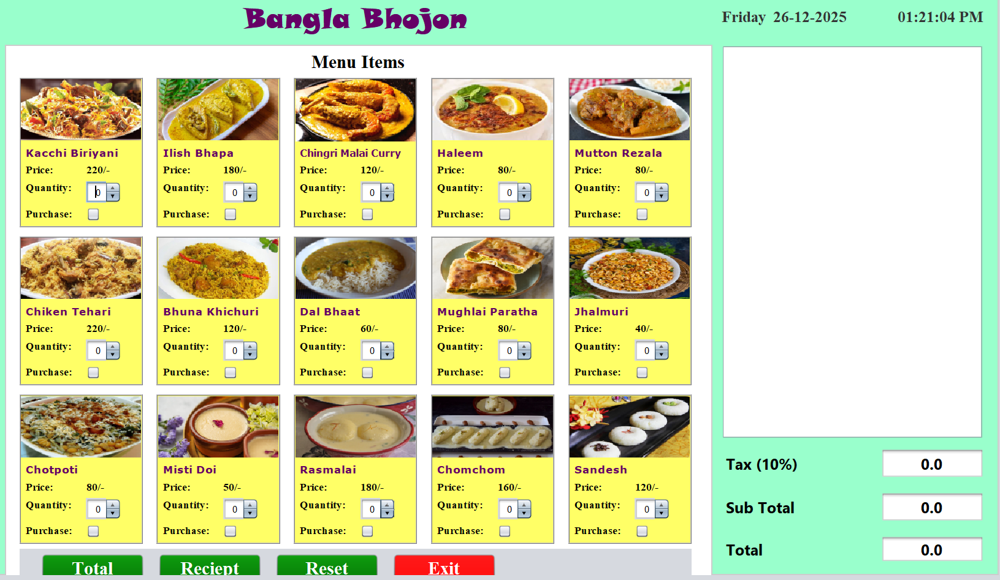 Bangla Bhojon
Friday 26-12-2025 01:21:04 PM
Menu Items
Kacchi Biriyani
Price: 220/-
Quantity: 0
Purchase:
Ilish Bhapa
Price: 180/-
Quantity: 0
Purchase:
Chingri Malai Curry
Price: 120/-
Quantity: 0
Purchase:
Haleem
Price: 80/-
Quantity: 0
Purchase:
Mutton Rezala
Price: 80/-
Quantity: 0
Purchase:
Chiken Tehari
Price: 220/-
Quantity: 0
Purchase:
Bhuna Khichuri
Price: 120/-
Quantity: 0
Purchase:
Dal Bhaat
Price: 60/-
Quantity: 0
Purchase:
Mughlai Paratha
Price: 80/-
Quantity: 0
Purchase:
Jhalmuri
Price: 40/-
Quantity: 0
Purchase:
Chotpoti
Price: 80/-
Quantity: 0
Purchase:
Misti Doi
Price: 50/-
Quantity: 0
Purchase:
Rasmalai
Price: 180/-
Quantity: 0
Purchase:
Chomchom
Price: 160/-
Quantity: 0
Purchase:
Sandesh
Price: 120/-
Quantity: 0
Purchase:
Total Reciept Reset Exit
Tax (10%) 0.0
Sub Total 0.0
Total 0.0